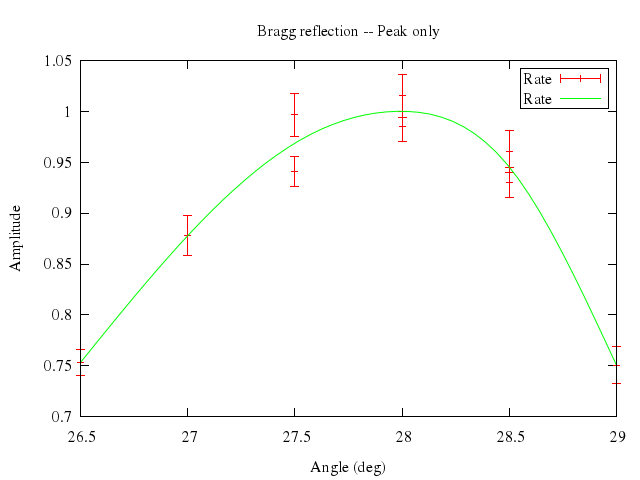 Bragg reflection -- Peak only
1.05
1
0.95
0.9
0.85
0.8
0.75
0.7
Amplitude
Rate
Rate
26.5 27 27.5 28 28.5 29
Angle (deg)